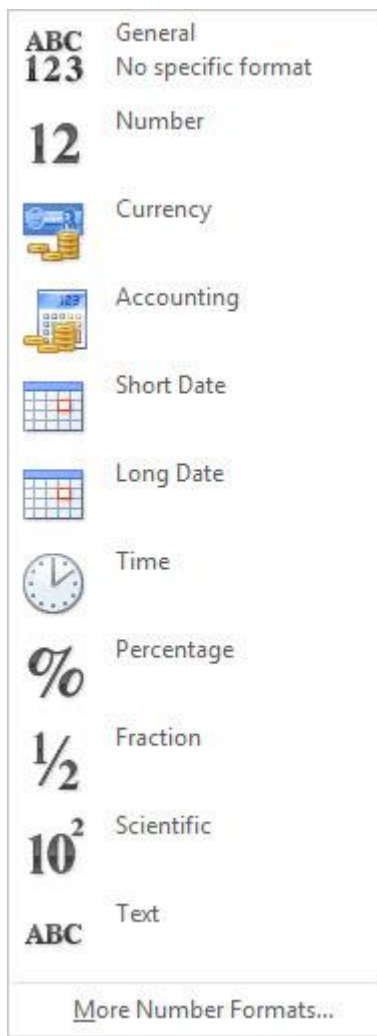 ABC
123
General
No specific format
12
Number
Currency
123
Accounting
Short Date
Long Date
Time
%
Percentage
½
Fraction
10²
Scientific
ABC
Text
More Number Formats...